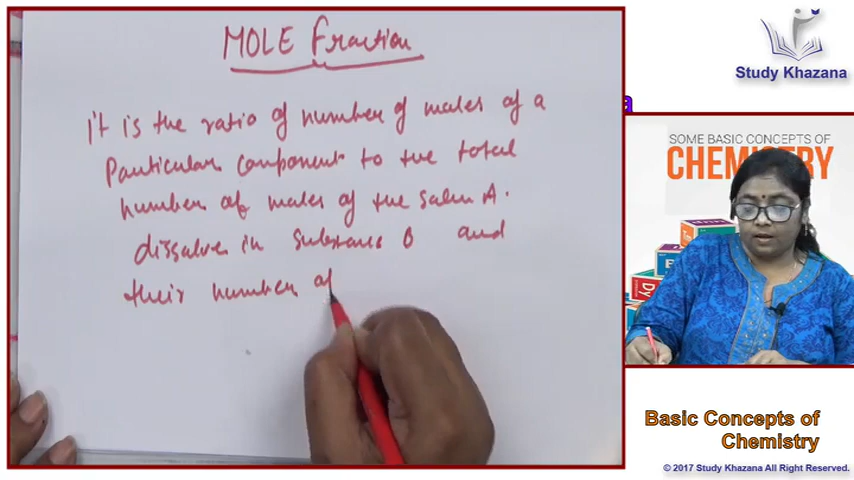 MOLE fraction
it is the ratio of number of moles of a
Particular component to the total
number of moles of the solun A.
dissolve in substance B and
their number of
Study Khazana
a
SOME BASIC CONCEPTS OF
CHEMISTRY
Dy
Basic Concepts of
Chemistry
© 2017 Study Khazana All Right Reserved.